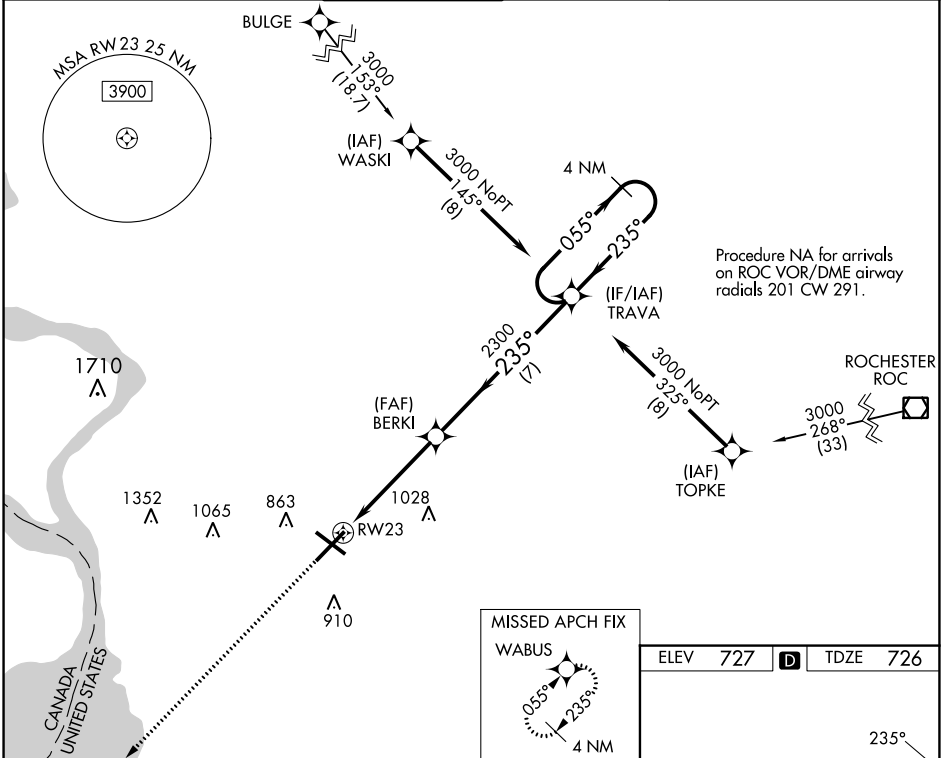 BULGE
MSA RW23 25 NM
3900
3000
153°
(18.7)
(IAF)
WASKI
3000 NoPT
145°
(8)
4 NM
055°
235°
Procedure NA for arrivals
on ROC VOR/DME airway
radials 201 CW 291.
(IF/IAF)
TRAVA
2300
235°
(7)
1710
3000 NoPT
325°
(8)
ROCHESTER
ROC
3000
268°
(33)
(FAF)
BERKI
(IAF)
TOPKE
1352
1065
863
1028
RW23
910
MISSED APCH FIX
WABUS
055°
235°
4 NM
ELEV 727 D TDZE 726
235°
CANADA
UNITED STATES